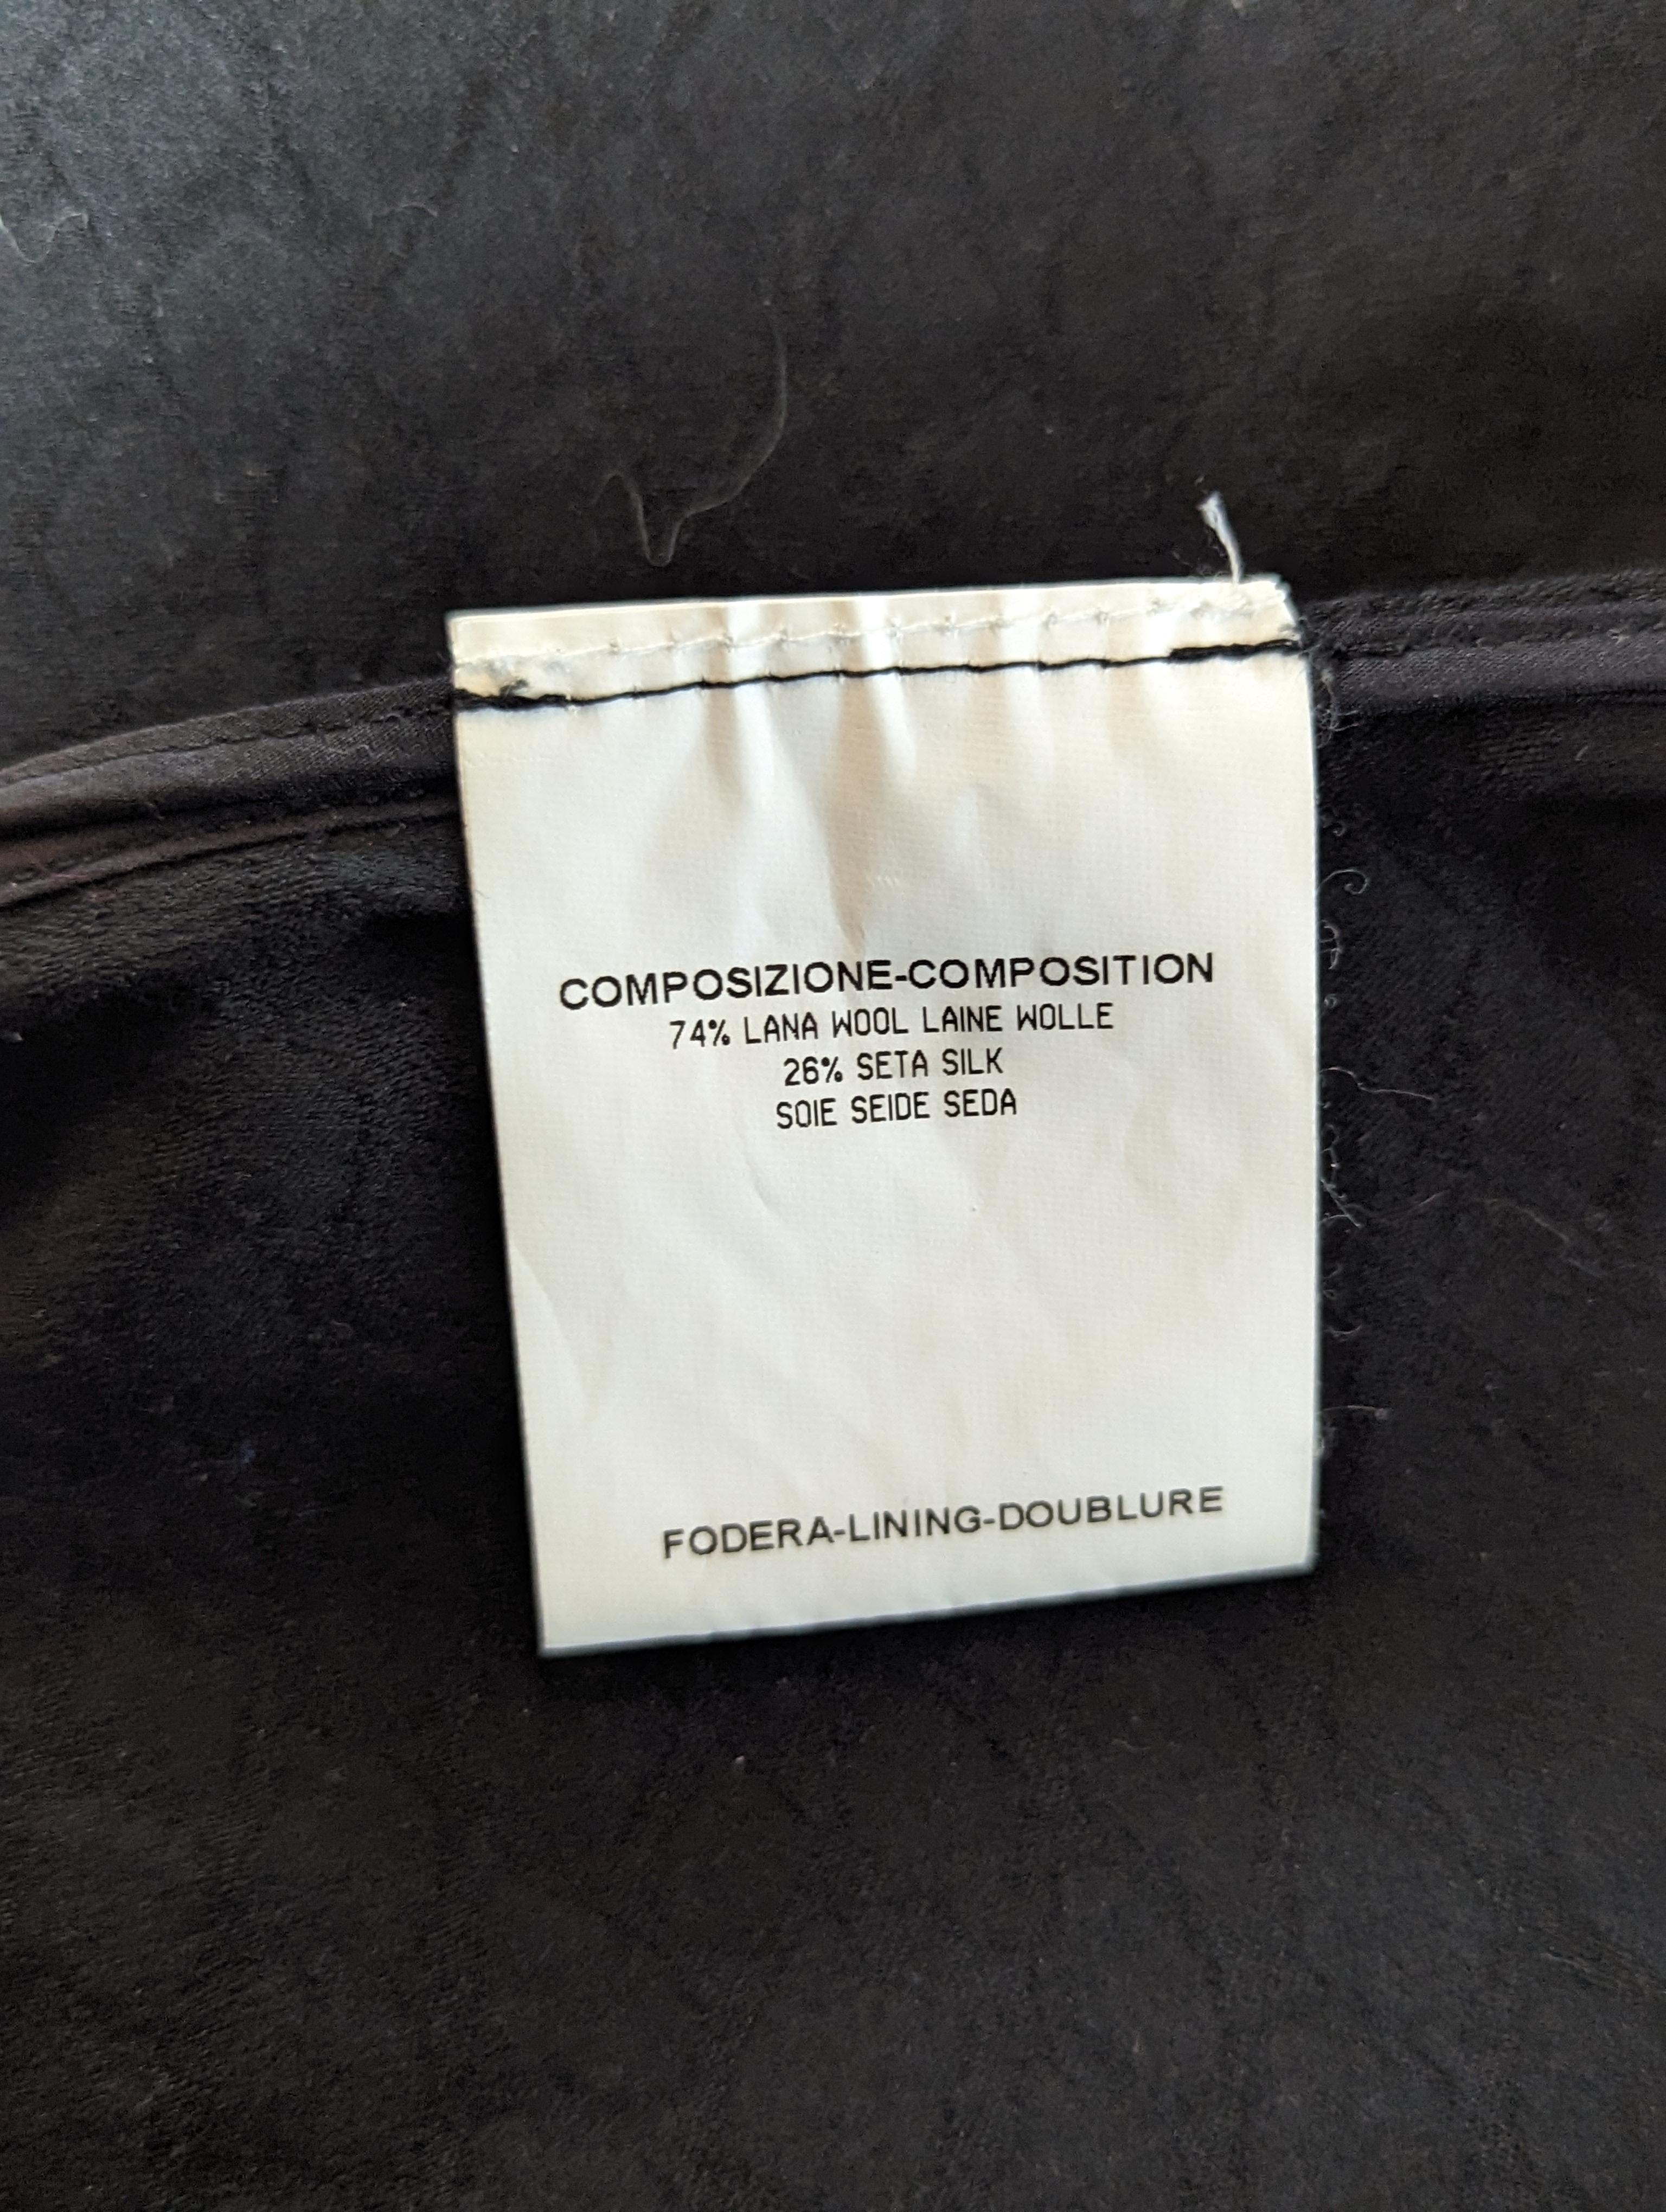 COMPOSIZIONE-COMPOSITION
74% LANA WOOL LAINE WOLLE
26% SETA SILK
SOIE SEIDE SEDA
FODERA-LINING-DOUBLURE